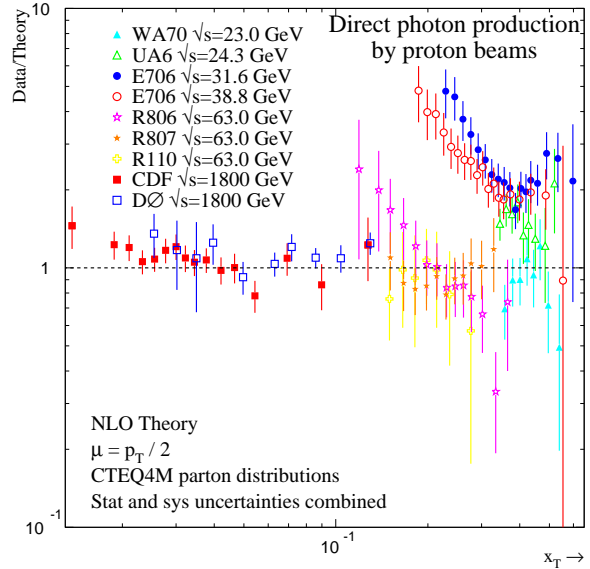 10
Data/Theory
Direct photon production
by proton beams
WA70 √s=23.0 GeV
UA6 √s=24.3 GeV
E706 √s=31.6 GeV
E706 √s=38.8 GeV
R806 √s=63.0 GeV
R807 √s=63.0 GeV
R110 √s=63.0 GeV
CDF √s=1800 GeV
DØ √s=1800 GeV
1
NLO Theory
μ = p_T / 2
CTEQ4M parton distributions
Stat and sys uncertainties combined
10⁻¹
10⁻¹
x_T →